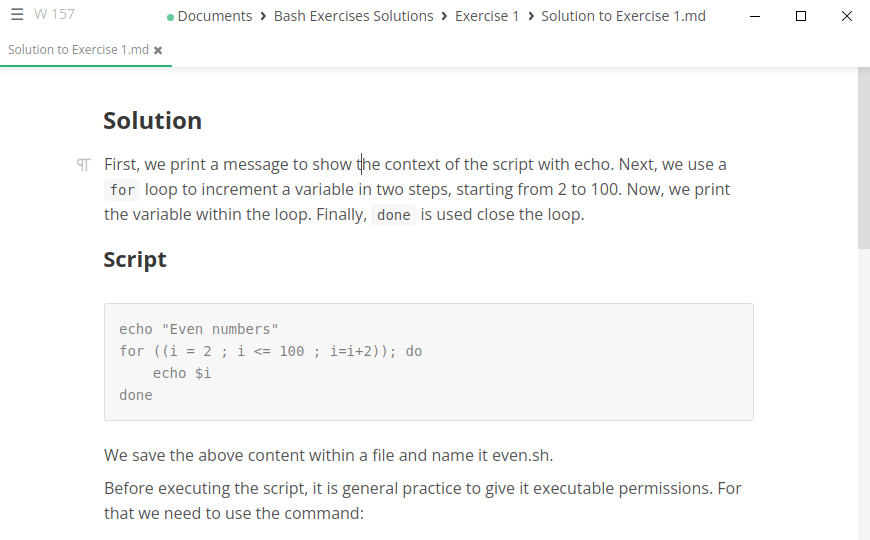 ☰ W 157 Documents > Bash Exercises Solutions > Exercise 1 > Solution to Exercise 1.md
Solution to Exercise 1.md
Solution
First, we print a message to show the context of the script with echo. Next, we use a
for loop to increment a variable in two steps, starting from 2 to 100. Now, we print
the variable within the loop. Finally, done is used close the loop.
Script
echo "Even numbers"
for ((i = 2 ; i <= 100 ; i=i+2)); do
    echo $i
done
We save the above content within a file and name it even.sh.
Before executing the script, it is general practice to give it executable permissions. For
that we need to use the command: